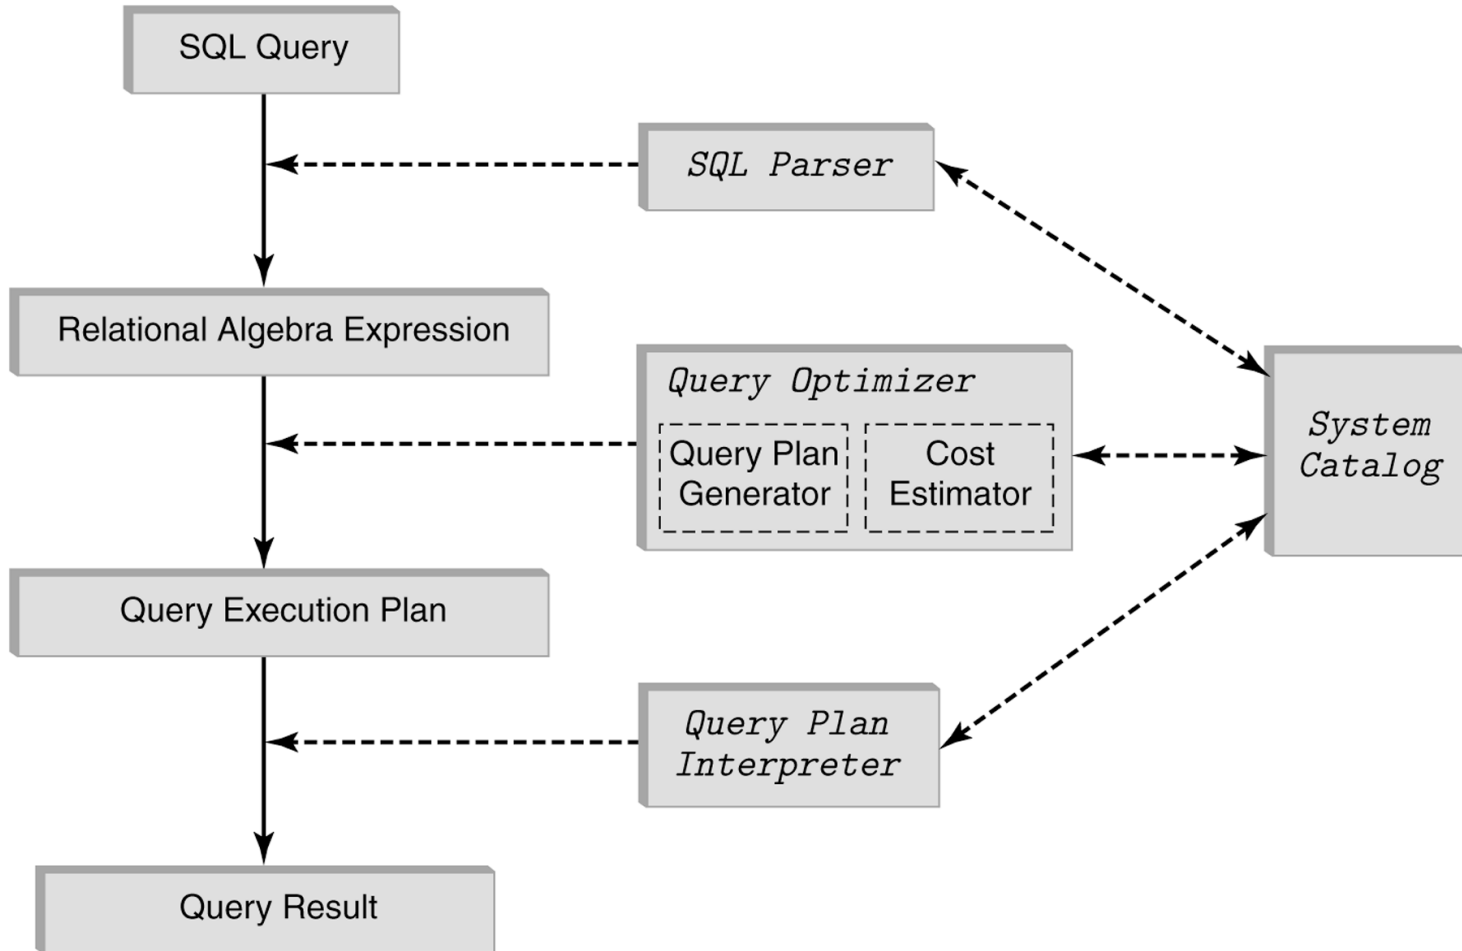 SQL Query
SQL Parser
Relational Algebra Expression
Query Optimizer
Query Plan
Generator
Cost
Estimator
System
Catalog
Query Execution Plan
Query Plan
Interpreter
Query Result